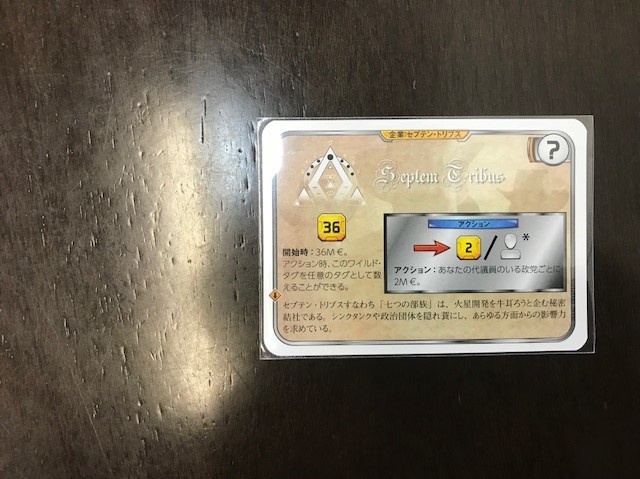 企業:セプテン・トリブス
?
Septem Tribus
36
アクション
2/ *
開始時:36M €。
アクション時、このワイルド・
タグを任意のタグとして数
えることができる。
アクション:あなたの代議員のいる政党ごとに
2M €。
セプテン・トリブスすなわち「七つの部族」は、火星開発を牛耳ろうと企む秘密
結社である。シンクタンクや政治団体を隠れ蓑にし、あらゆる方面からの影響力
を求めている。